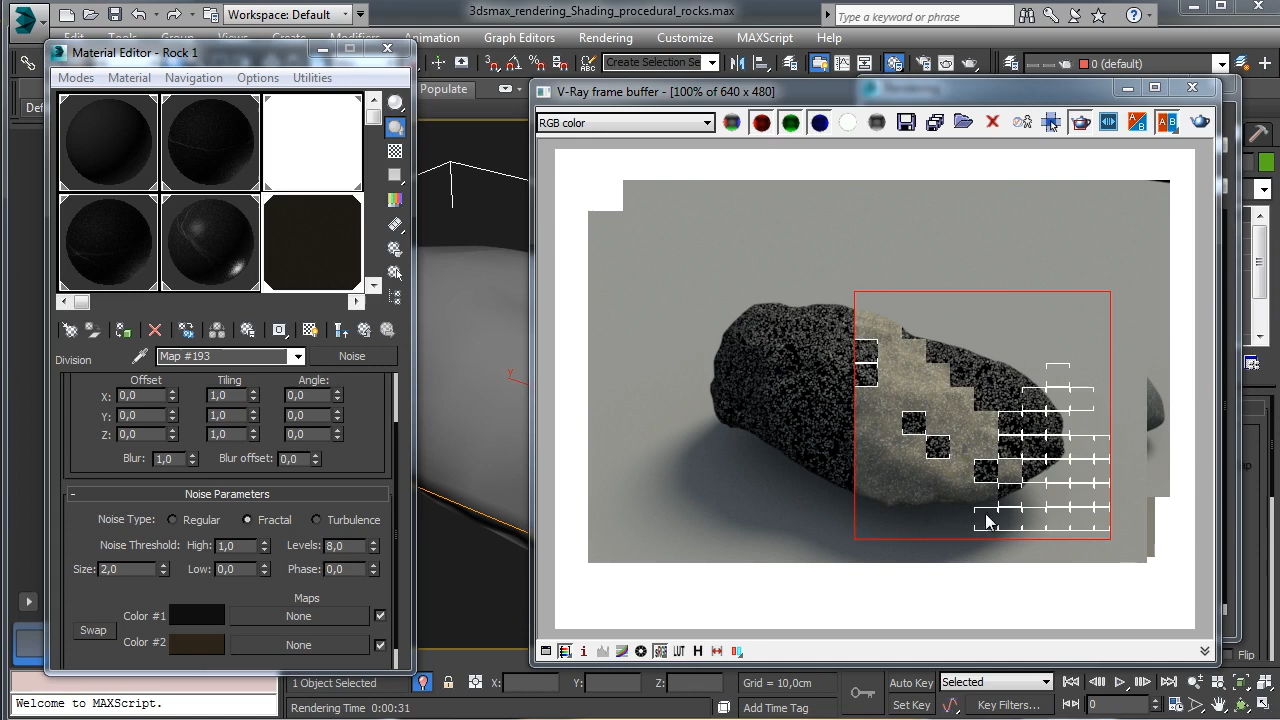 Workspace: Default
3dsmax_rendering_Shading_procedural_rocks.max
Type a keyword or phrase
Edit Tools Group Views Create Animation Graph Editors Rendering Customize MAXScript Help
Create Selection Se
0 (default)
Material Editor - Rock 1
Modes Material Navigation Options Utilities
Populate
V-Ray frame buffer - [100% of 640 x 480]
RGB color
Division
Map #193
Noise
Offset Tiling Angle:
X: 0,0 1,0 0,0
Y: 0,0 1,0 0,0
Z: 0,0 1,0 0,0
Blur: 1,0 Blur offset: 0,0
- Noise Parameters
Noise Type: Regular Fractal Turbulence
Noise Threshold: High: 1,0 Levels: 8,0
Size: 2,0 Low: 0,0 Phase: 0,0
Maps
Color #1 None
Swap
Color #2 None
Y
LUT H
Flip
1 Object Selected
X: Y: Z:
Grid = 10,0cm
Auto Key
Selected
Welcome to MAXScript.
Rendering Time 0:00:31
Add Time Tag
Set Key
Key Filters...
0